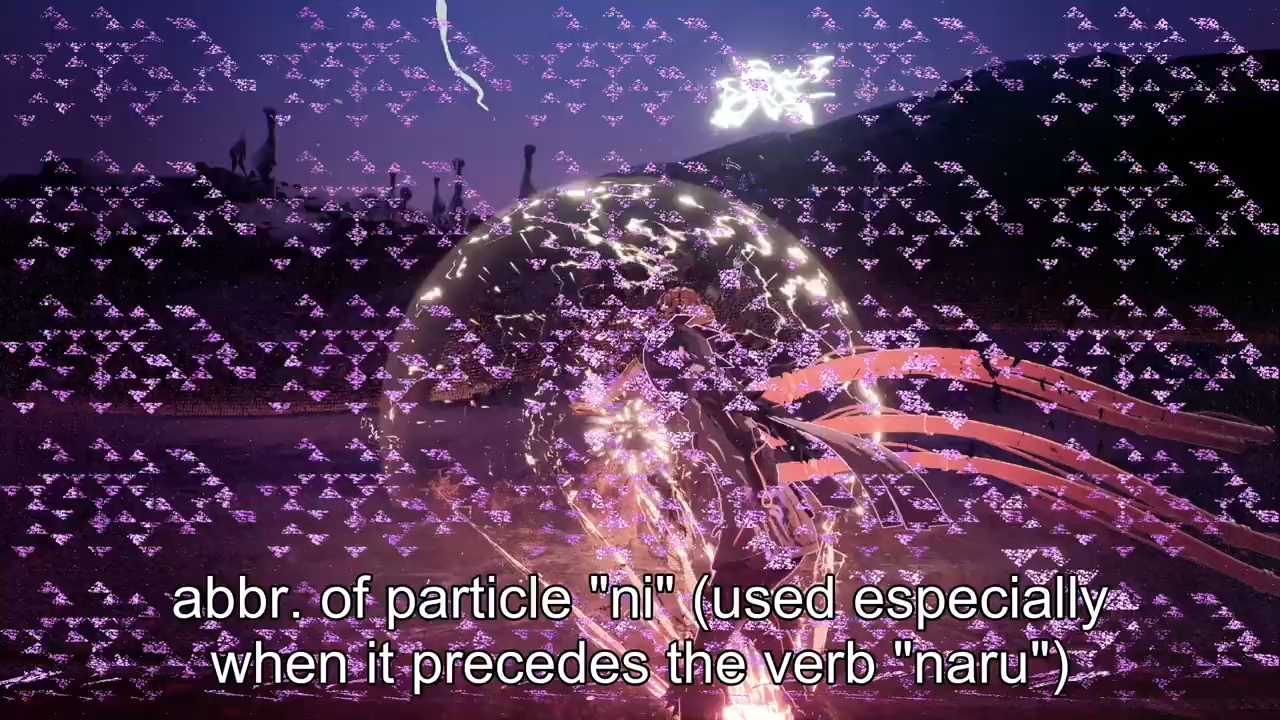 abbr. of particle "ni" (used especially
when it precedes the verb "naru")